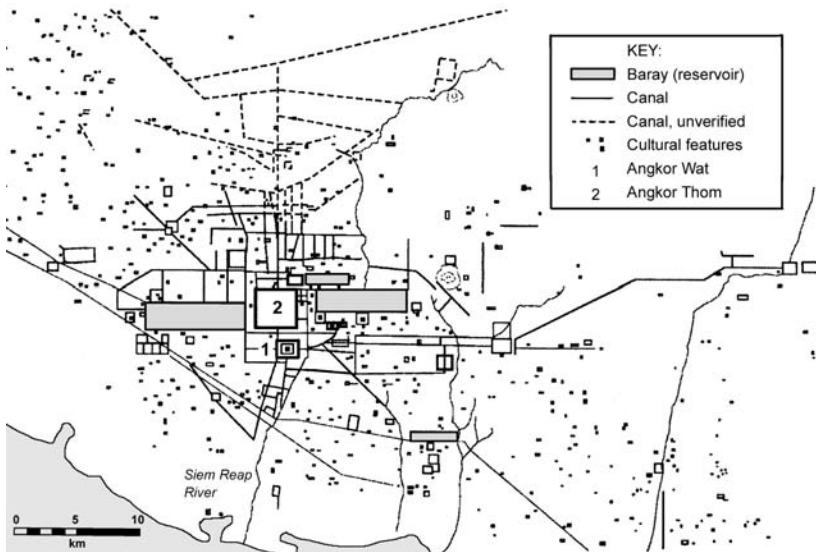 KEY:
Baray (reservoir)
Canal
Canal, unverified
Cultural features
1 Angkor Wat
2 Angkor Thom
2
1
Siem Reap
River
0 5 10
km